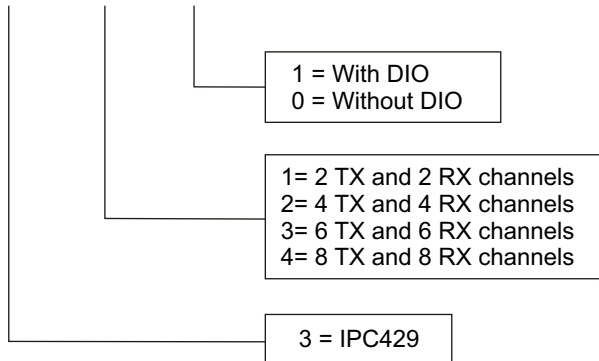 1 = With DIO
0 = Without DIO
1= 2 TX and 2 RX channels
2= 4 TX and 4 RX channels
3= 6 TX and 6 RX channels
4= 8 TX and 8 RX channels
3 = IPC429